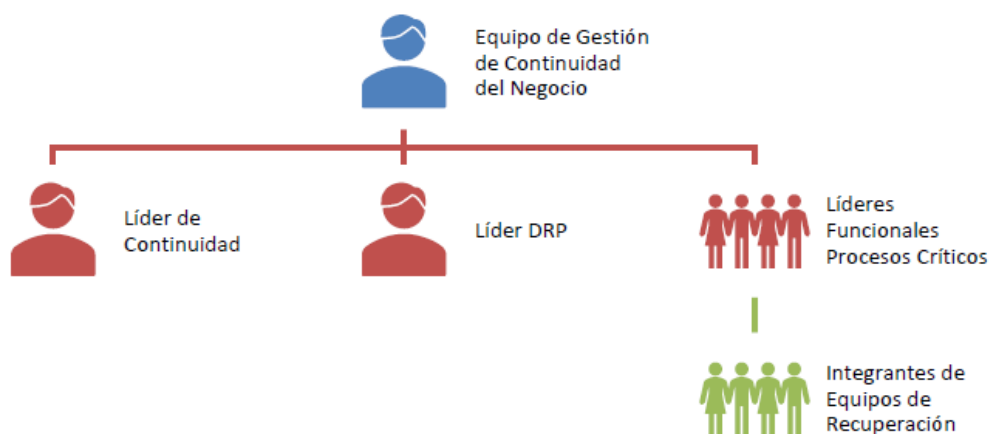 Equipo de Gestión
de Continuidad
del Negocio
Líder de
Continuidad
Líder DRP
Líderes
Funcionales
Procesos Críticos
Integrantes de
Equipos de
Recuperación